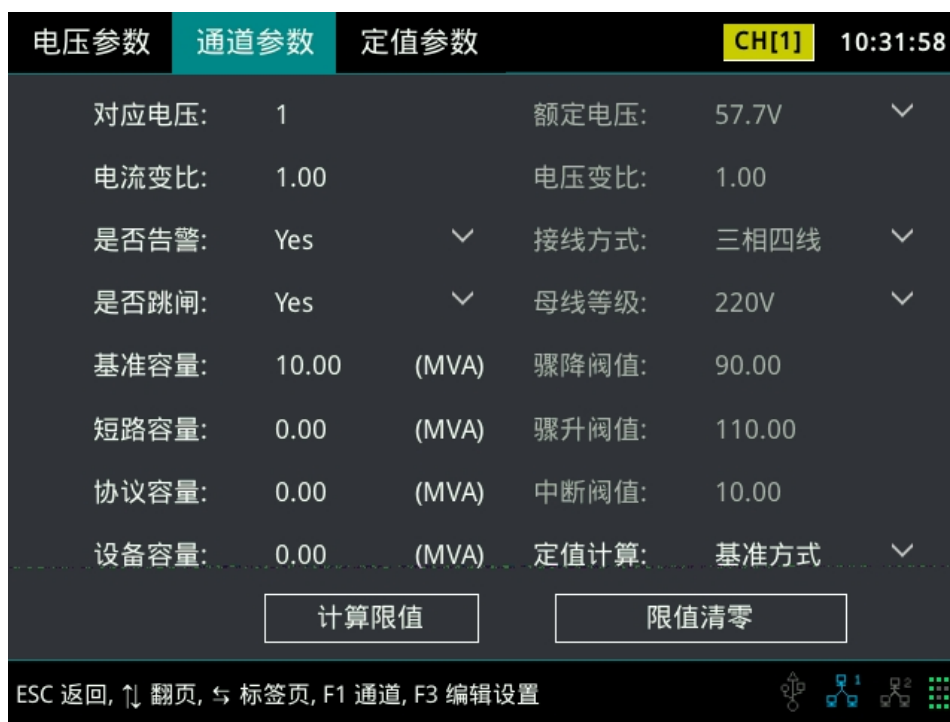 电压参数 通道参数 定值参数 CH[1] 10:31:58
对应电压: 1 额定电压: 57.7V
电流变比: 1.00 电压变比: 1.00
是否告警: Yes 接线方式: 三相四线
是否跳闸: Yes 母线等级: 220V
基准容量: 10.00 (MVA) 骤降阀值: 90.00
短路容量: 0.00 (MVA) 骤升阀值: 110.00
协议容量: 0.00 (MVA) 中断阀值: 10.00
设备容量: 0.00 (MVA) 定值计算: 基准方式
计算限值 限值清零
ESC 返回, ↑↓ 翻页, ⇆ 标签页, F1 通道, F3 编辑设置 1 2